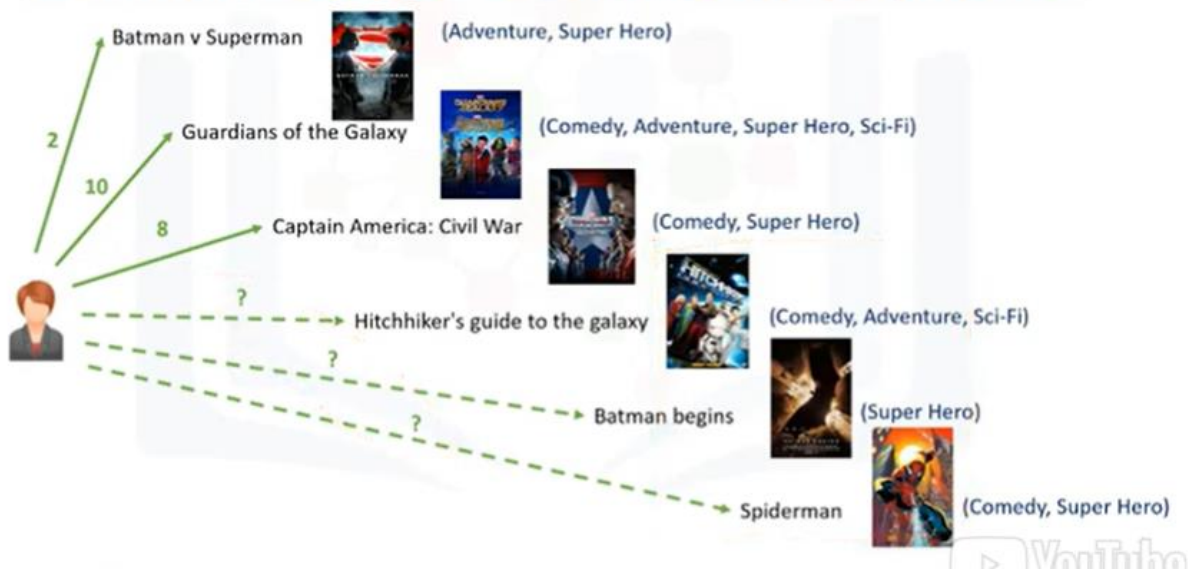 Batman v Superman
(Adventure, Super Hero)
2
Guardians of the Galaxy
(Comedy, Adventure, Super Hero, Sci-Fi)
10
8
Captain America: Civil War
(Comedy, Super Hero)
?
Hitchhiker's guide to the galaxy
(Comedy, Adventure, Sci-Fi)
?
Batman begins
(Super Hero)
?
Spiderman
(Comedy, Super Hero)
YouTube